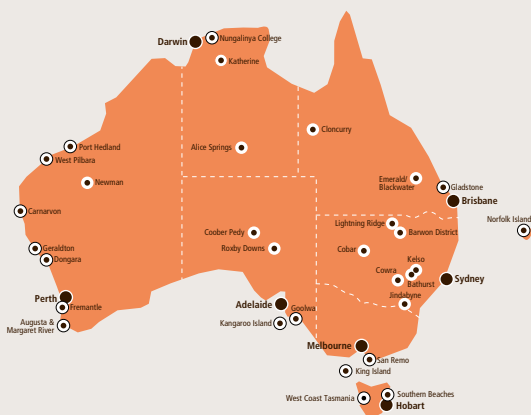 Darwin
Nungalinya College
Katherine
Cloncurry
Port Hedland
Alice Springs
West Pilbara
Newman
Emerald/
Blackwater
Gladstone
Brisbane
Carnarvon
Norfolk Island
Lightning Ridge
Barwon District
Coober Pedy
Roxby Downs
Cobar
Geraldton
Dongara
Kelso
Cowra
Bathurst
Sydney
Perth
Fremantle
Jindabyne
Adelaide
Goolwa
Augusta &
Margaret River
Kangaroo Island
Melbourne
San Remo
King Island
West Coast Tasmania
Southern Beaches
Hobart